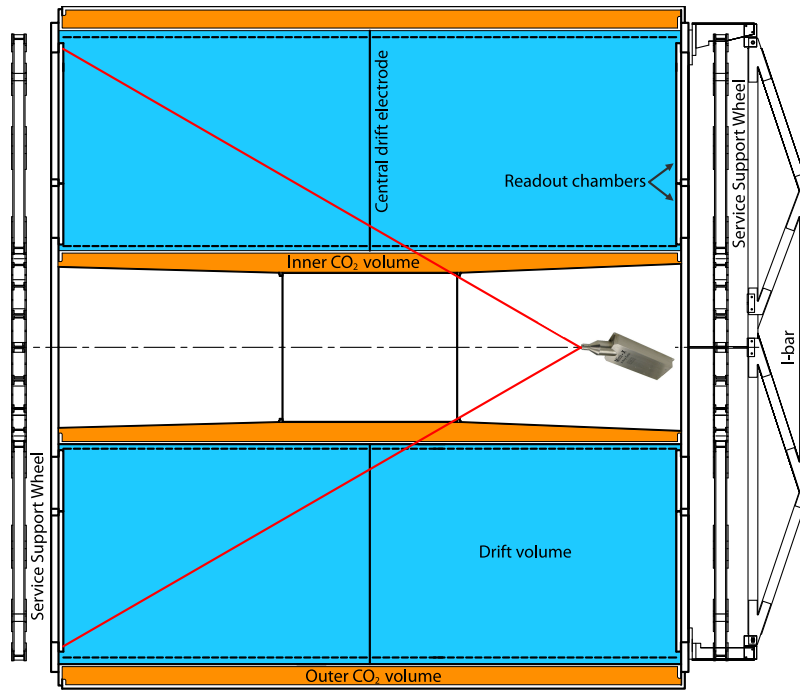 Central drift electrode
Readout chambers
Service Support Wheel
Inner CO₂ volume
I-bar
Service Support Wheel
Drift volume
Outer CO₂ volume